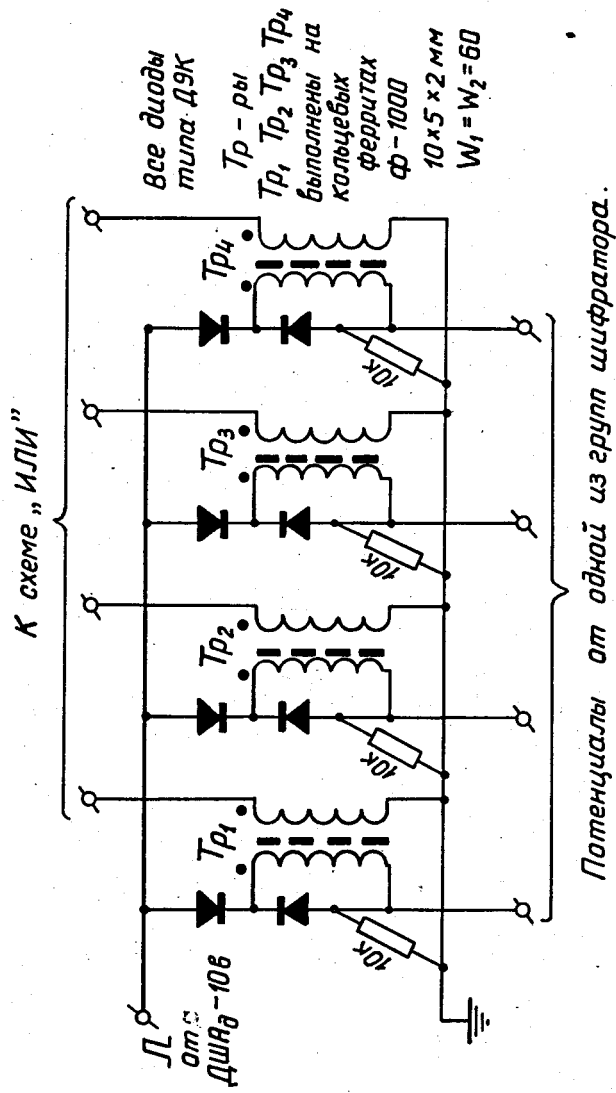 К схеме „ИЛИ"
Все диоды
типа Д9К
Тр - ры
Тр1 Тр2 Тр3 Тр4
выполнены на
кольцевых
ферритах
ф-1000
10×5×2 мм
W1 = W2 = 60
Тр1
Тр2
Тр3
Тр4
10к
10к
10к
10к
от
ДШАд-10в
Потенциалы от одной из групп шифратора.